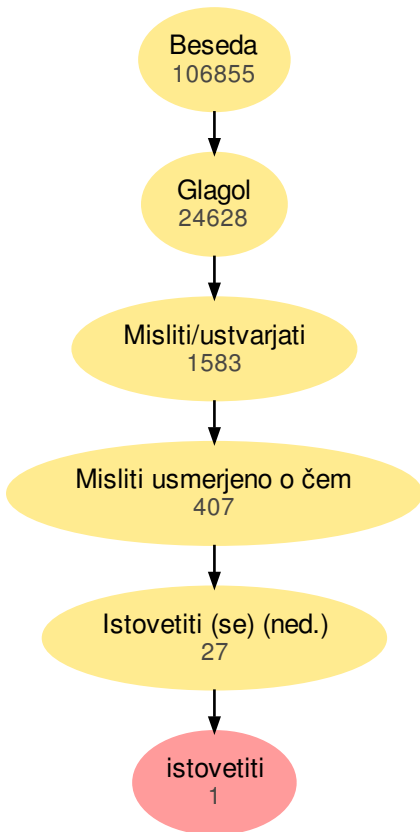 Beseda
106855
Glagol
24628
Misliti/ustvarjati
1583
Misliti usmerjeno o čem
407
Istovetiti (se) (ned.)
27
istovetiti
1